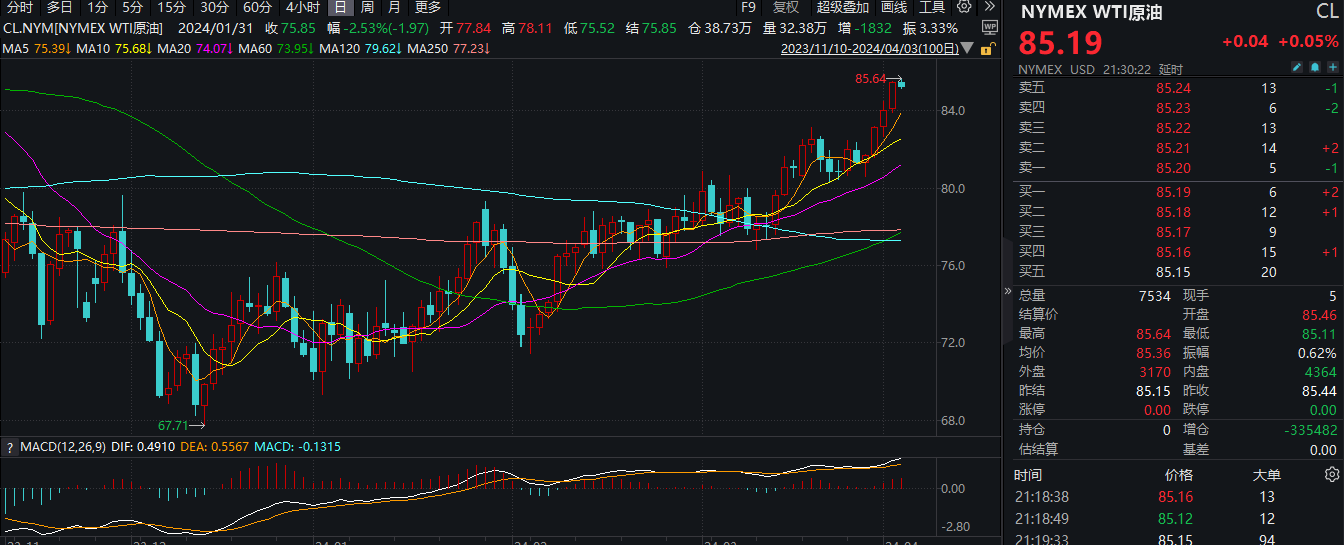 分时 多日 1分 5分 15分 30分 60分 4小时 日 周 月 更多 F9 复权 超级叠加 画线 工具
CL.NYM[NYMEX WTI原油] 2024/01/31 收75.85 幅-2.53%(-1.97) 开77.84 高78.11 低75.52 结75.85 仓38.73万 量32.38万 增-1832 振3.33% WP
MA5 75.39↓ MA10 75.68↓ MA20 74.07↓ MA60 73.95↓ MA120 79.62↓ MA250 77.23↓ 2023/11/10-2024/04/03(100日)
85.64
84.0
80.0
76.0
72.0
68.0
67.71
? MACD(12,26,9) DIF: 0.4910 DEA: 0.5567 MACD: -0.1315
0.00
-2.80
NYMEX WTI原油 CL
85.19 +0.04 +0.05%
NYMEX USD 21:30:22 延时
卖五 85.24 13 -1
卖四 85.23 6 -2
卖三 85.22 13
卖二 85.21 14 +2
卖一 85.20 5 -1
买一 85.19 6 +2
买二 85.18 12 +1
买三 85.17 9
买四 85.16 15 +1
买五 85.15 20
总量 7534 现手 5
结算价 开盘 85.46
最高 85.64 最低 85.11
均价 85.36 振幅 0.62%
外盘 3170 内盘 4364
昨结 85.15 昨收 85.44
涨停 0.00 跌停 0.00
持仓 0 增仓 -335482
估结算 基差 0.00
时间 价格 大单
21:18:38 85.16 13
21:18:49 85.12 12
21:19:33 85.15 94